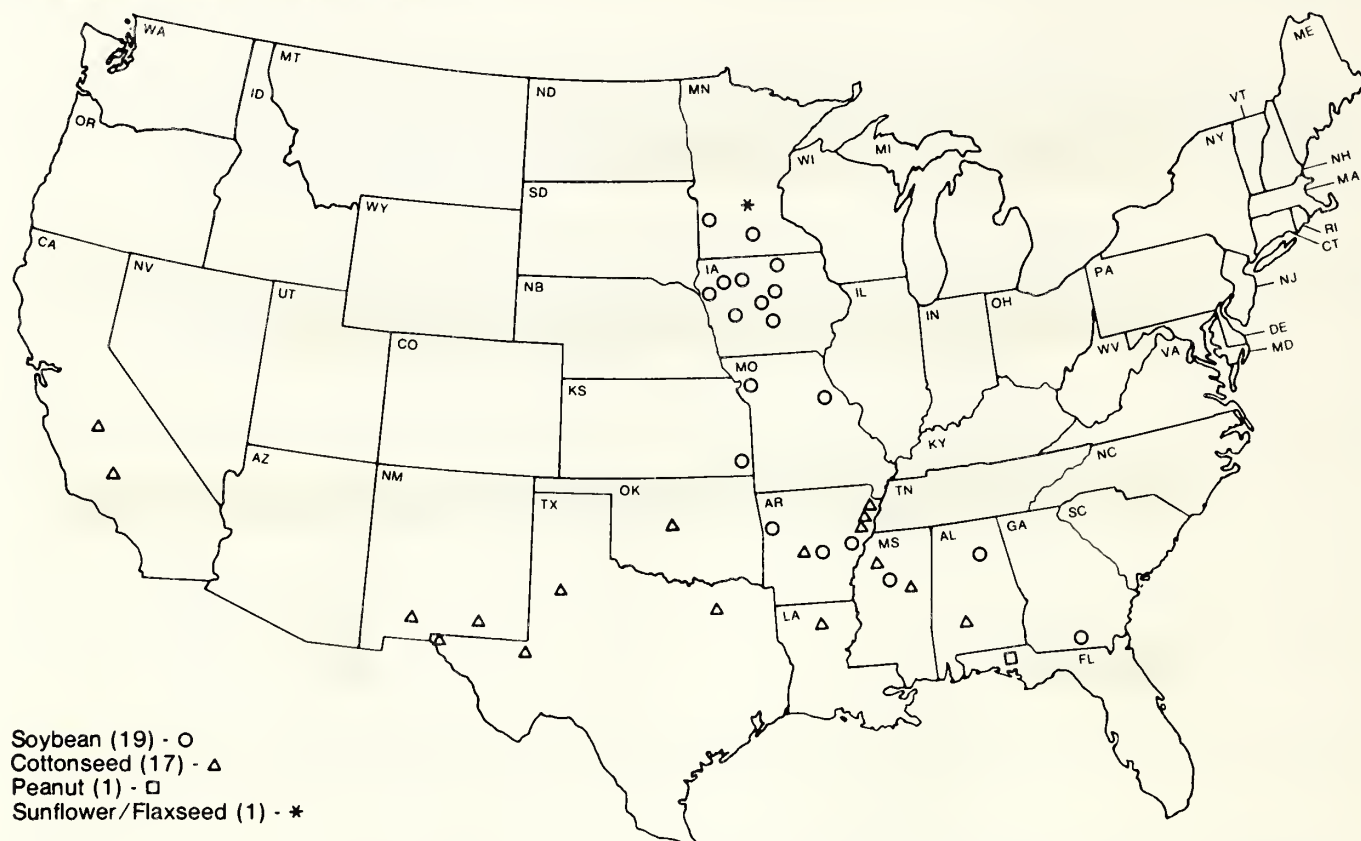 WA
MT
ND
MN
ME
VT
ID
OR
NY
MI
WI
NH
MA
SD
WY
RI
CT
CA
NV
IA
PA
UT
NB
IL
IN
OH
NJ
CO
DE
WV
VA
MD
MO
KS
KY
AZ
NM
NC
OK
TN
TX
AR
SC
GA
AL
MS
LA
FL
Soybean (19) - O
Cottonseed (17) - △
Peanut (1) - □
Sunflower/Flaxseed (1) - *